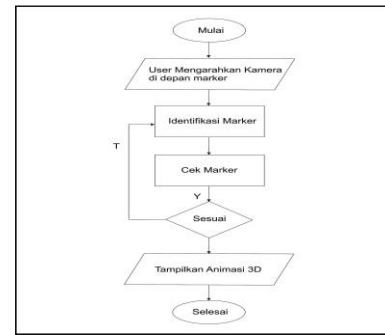 Mulai
User Mengarahkan Kamera
di depan marker
Identifikasi Marker
T
Cek Marker
Y
Sesuai
Tampilkan Animasi 3D
Selesai